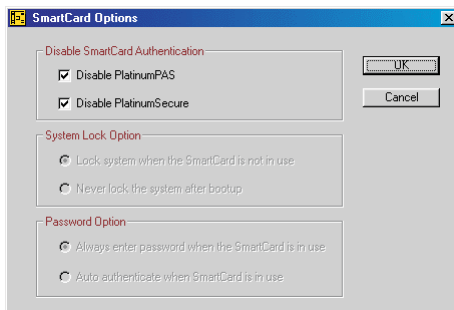 SmartCard Options
Disable SmartCard Authentication
Disable PlatinumPAS
Disable PlatinumSecure
OK
Cancel
System Lock Option
Lock system when the SmartCard is not in use
Never lock the system after bootup
Password Option
Always enter password when the SmartCard is in use
Auto authenticate when SmartCard is in use